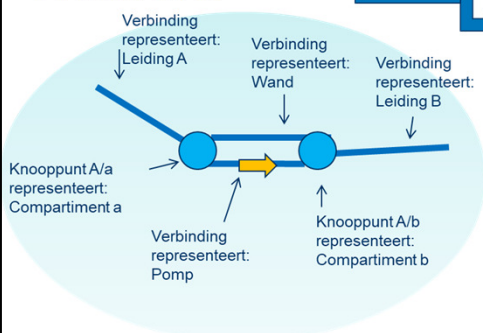 Verbinding
representeert:
Leiding A
Verbinding
representeert:
Wand
Verbinding
representeert:
Leiding B
Knooppunt A/a
representeert:
Compartiment a
Verbinding
representeert:
Pomp
Knooppunt A/b
representeert:
Compartiment b